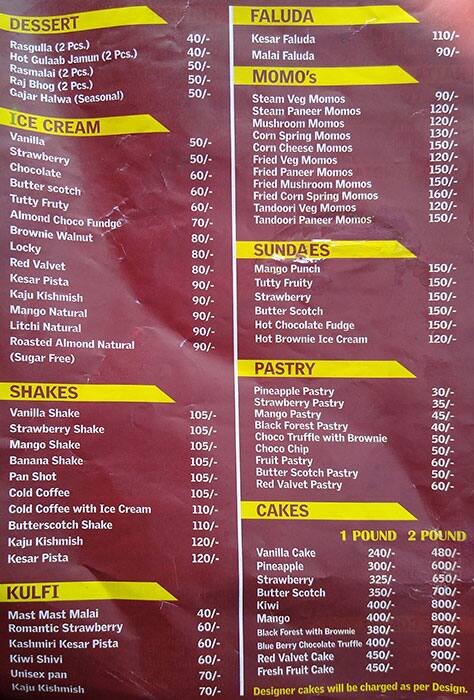 DESSERT
Rasgulla (2 Pcs.) 40/-
Hot Gulaab Jamun (2 Pcs.) 40/-
Rasmalai (2 Pcs.) 50/-
Raj Bhog (2 Pcs.) 50/-
Gajar Halwa (Seasonal) 50/-
ICE CREAM
Vanilla 50/-
Strawberry 50/-
Chocolate 60/-
Butter scotch 60/-
Tutty Fruty 60/-
Almond Choco Fundge 70/-
Brownie Walnut 80/-
Locky 80/-
Red Valvet 80/-
Kesar Pista 90/-
Kaju Kishmish 90/-
Mango Natural 90/-
Litchi Natural 90/-
Roasted Almond Natural 90/-
(Sugar Free)
SHAKES
Vanilla Shake 105/-
Strawberry Shake 105/-
Mango Shake 105/-
Banana Shake 105/-
Pan Shot 105/-
Cold Coffee 105/-
Cold Coffee with Ice Cream 110/-
Butterscotch Shake 110/-
Kaju Kishmish 120/-
Kesar Pista 120/-
KULFI
Mast Mast Malai 40/-
Romantic Strawberry 60/-
Kashmiri Kesar Pista 60/-
Kiwi Shivi 60/-
Unisex pan 70/-
Kaju Kishmish 70/-
FALUDA
Kesar Faluda 110/-
Malai Faluda 90/-
MOMO's
Steam Veg Momos 90/-
Steam Paneer Momos 120/-
Mushroom Momos 120/-
Corn Spring Momos 130/-
Corn Cheese Momos 150/-
Fried Veg Momos 120/-
Fried Paneer Momos 150/-
Fried Mushroom Momos 150/-
Fried Corn Spring Momos 160/-
Tandoori Veg Momos 120/-
Tandoori Paneer Momos 150/-
SUNDAES
Mango Punch 150/-
Tutty Fruity 150/-
Strawberry 150/-
Butter Scotch 150/-
Hot Chocolate Fudge 150/-
Hot Brownie Ice Cream 120/-
PASTRY
Pineapple Pastry 30/-
Strawberry Pastry 35/-
Mango Pastry 45/-
Black Forest Pastry 40/-
Choco Truffle with Brownie 50/-
Choco Chip 50/-
Fruit Pastry 60/-
Butter Scotch Pastry 50/-
Red Valvet Pastry 60/-
CAKES
1 POUND 2 POUND
Vanilla Cake 240/- 480/-
Pineapple 300/- 600/-
Strawberry 325/- 650/-
Butter Scotch 350/- 700/-
Kiwi 400/- 800/-
Mango 400/- 800/-
Black Forest with Brownie 380/- 760/-
Blue Berry Chocolate Truffle 400/- 800/-
Red Valvet Cake 450/- 900/-
Fresh Fruit Cake 450/- 900/-
Designer cakes will be charged as per Design.